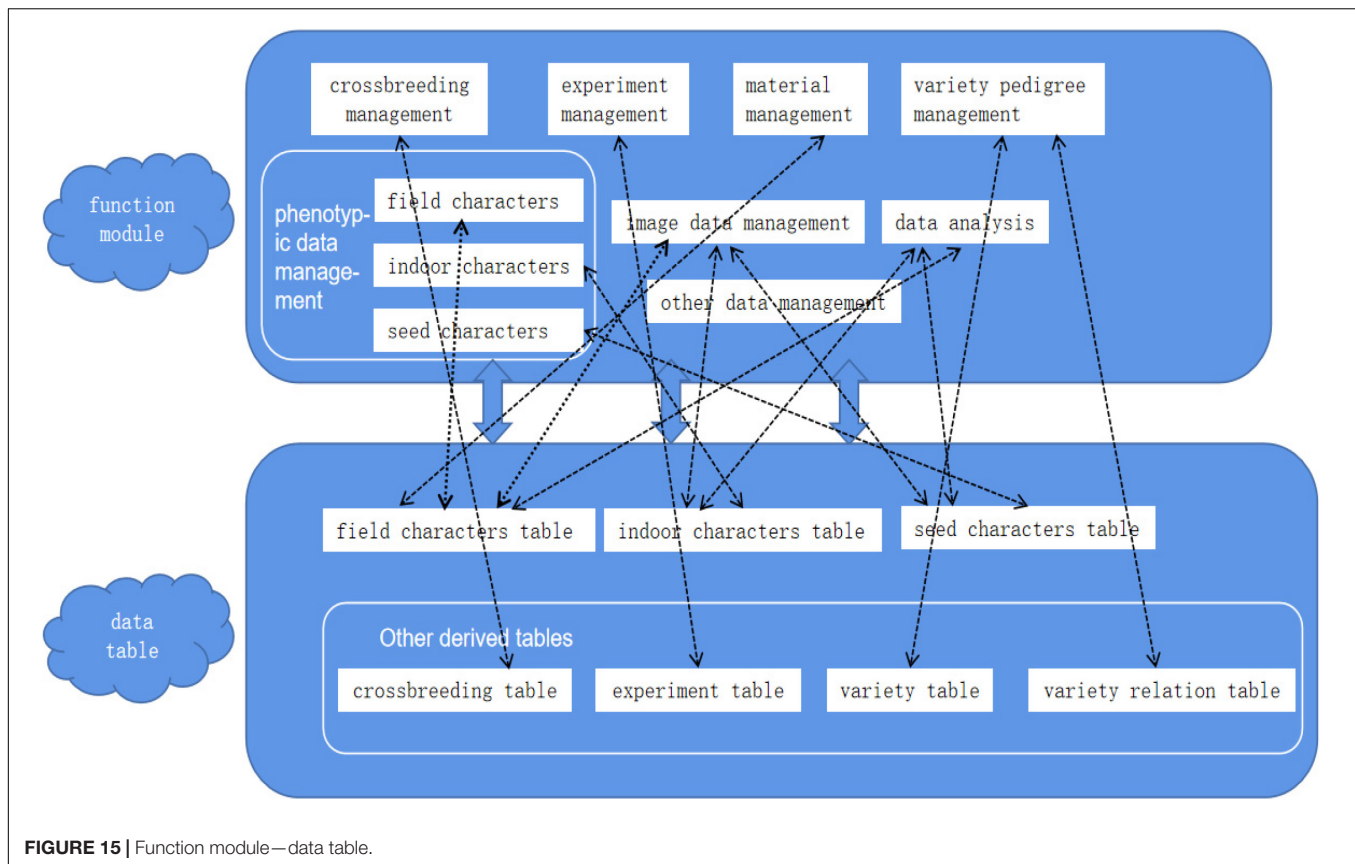 crossbreeding
management
experiment
management
material
management
variety pedigree
management
function
module
phenotyp-
ic data
manage-
ment
field characters
indoor characters
seed characters
image data management
data analysis
other data management
field characters table
indoor characters table
seed characters table
data
table
Other derived tables
crossbreeding table
experiment table
variety table
variety relation table
FIGURE 15 | Function module—data table.